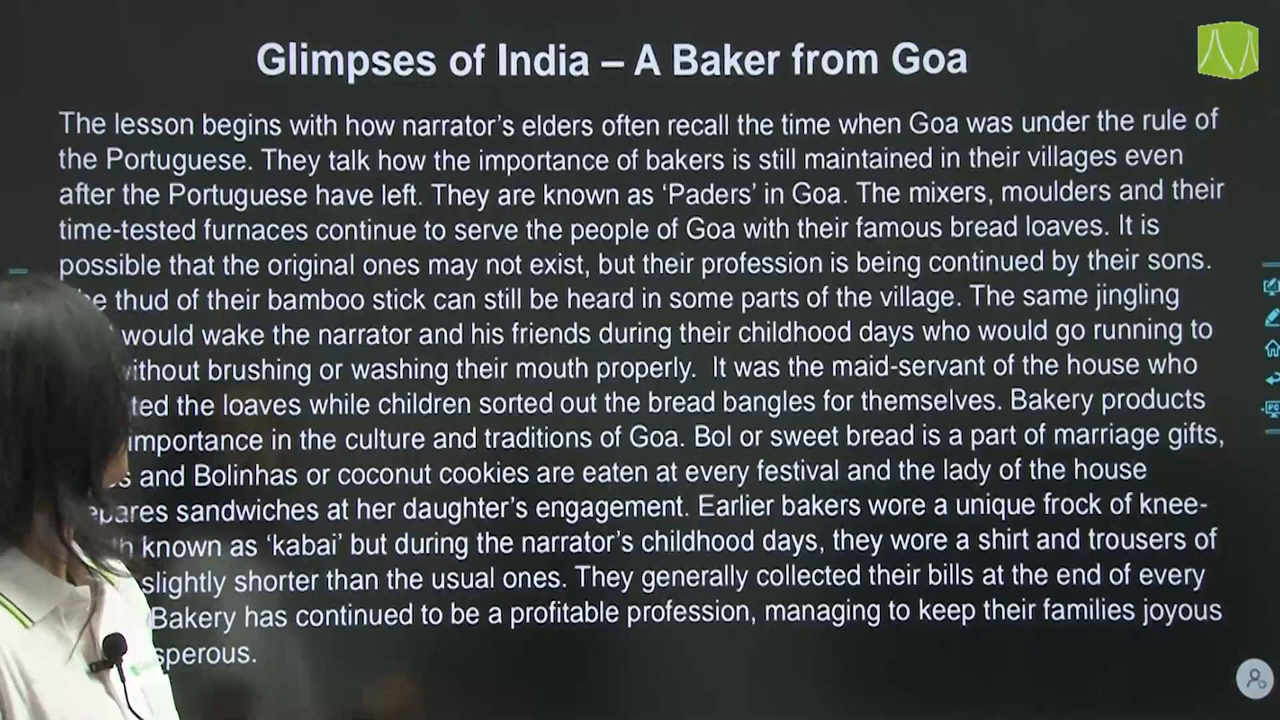 Glimpses of India – A Baker from Goa
The lesson begins with how narrator's elders often recall the time when Goa was under the rule of
the Portuguese. They talk how the importance of bakers is still maintained in their villages even
after the Portuguese have left. They are known as ‘Paders’ in Goa. The mixers, moulders and their
time-tested furnaces continue to serve the people of Goa with their famous bread loaves. It is
possible that the original ones may not exist, but their profession is being continued by their sons.
thud of their bamboo stick can still be heard in some parts of the village. The same jingling
would wake the narrator and his friends during their childhood days who would go running to
brushing or washing their mouth properly. It was the maid-servant of the house who
the loaves while children sorted out the bread bangles for themselves. Bakery products
importance in the culture and traditions of Goa. Bol or sweet bread is a part of marriage gifts,
and Bolinhas or coconut cookies are eaten at every festival and the lady of the house
sandwiches at her daughter's engagement. Earlier bakers wore a unique frock of knee-
known as ‘kabai’ but during the narrator's childhood days, they wore a shirt and trousers of
slightly shorter than the usual ones. They generally collected their bills at the end of every
Bakery has continued to be a profitable profession, managing to keep their families joyous